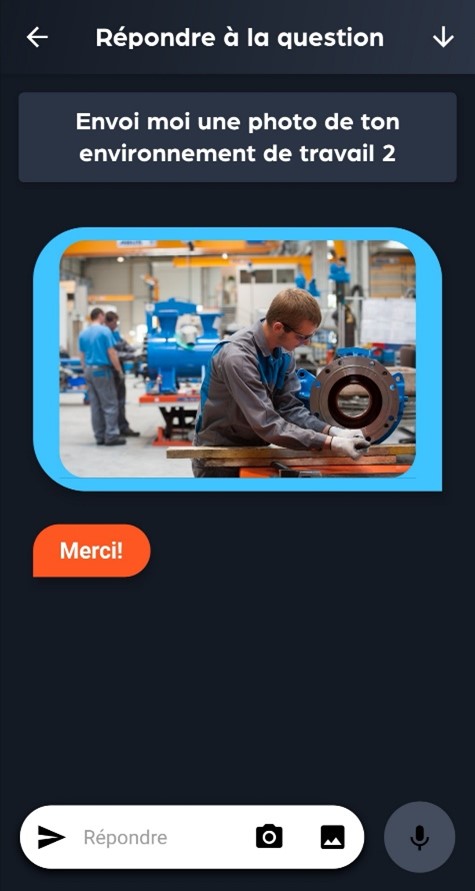 Répondre à la question
Envoi moi une photo de ton
environnement de travail 2
Merci!
Répondre